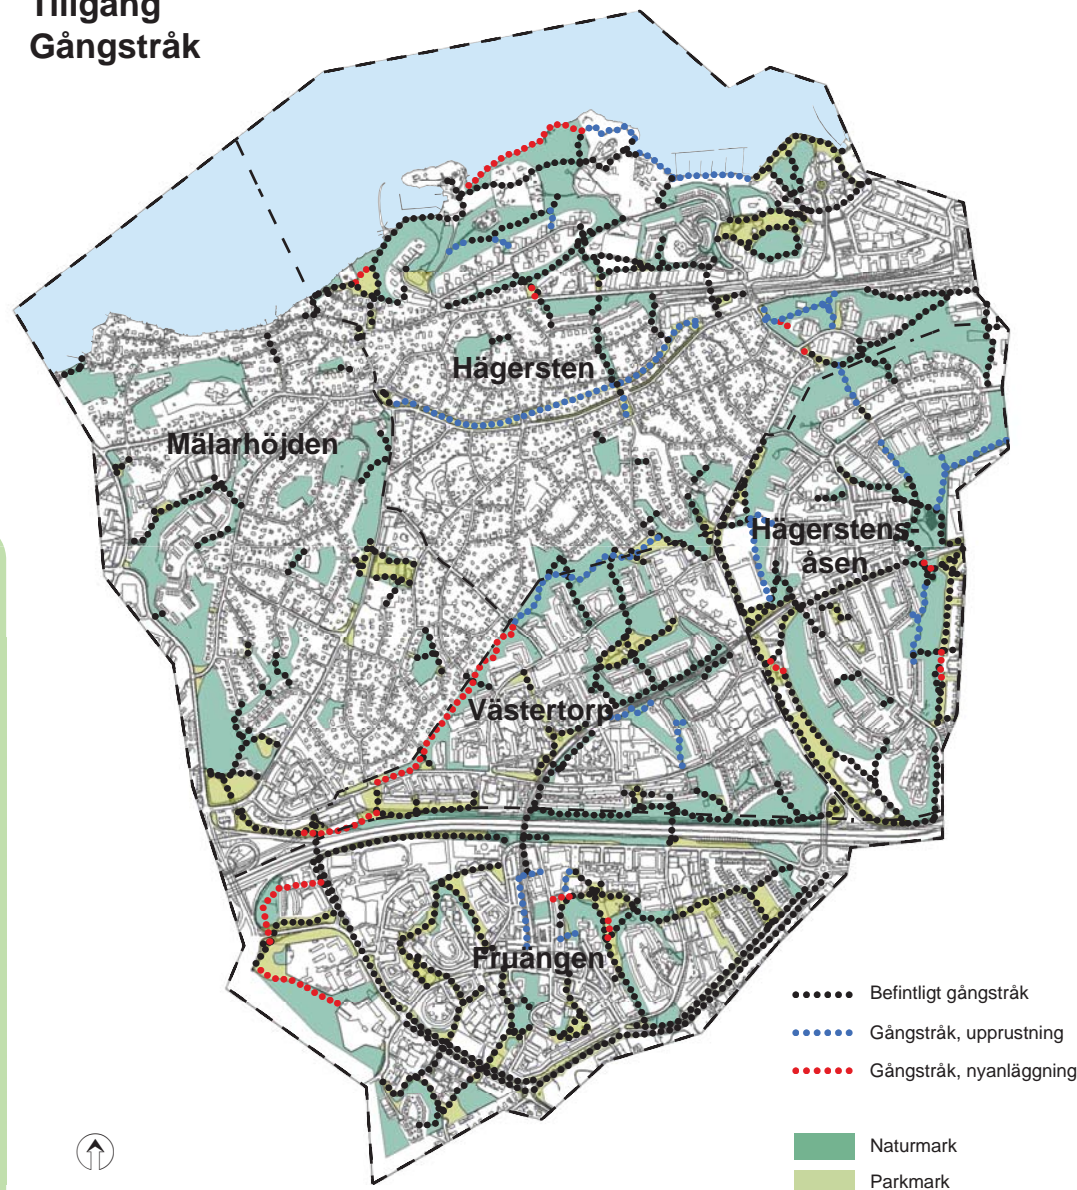 Tillgång
Gångstråk
Hägersten
Mälarhöjden
Hägerstens
åsen
Västertorp
Fruängen
Befintligt gångstråk
Gångstråk, upprustning
Gångstråk, nyanläggning
Naturmark
Parkmark